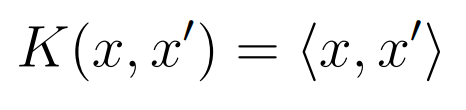 K(x, x′) = ⟨x, x′⟩